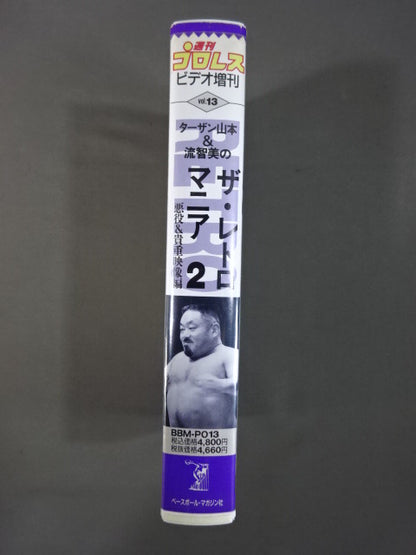 週刊
プロレス
ビデオ増刊
vol.13
ターザン山本
&
流智美の
ザ・レトロ
マニア 2
悪役&貴重映像編
BBM-P013
税込価格4,800円
税抜価格4,660円
ベースボール・マガジン社